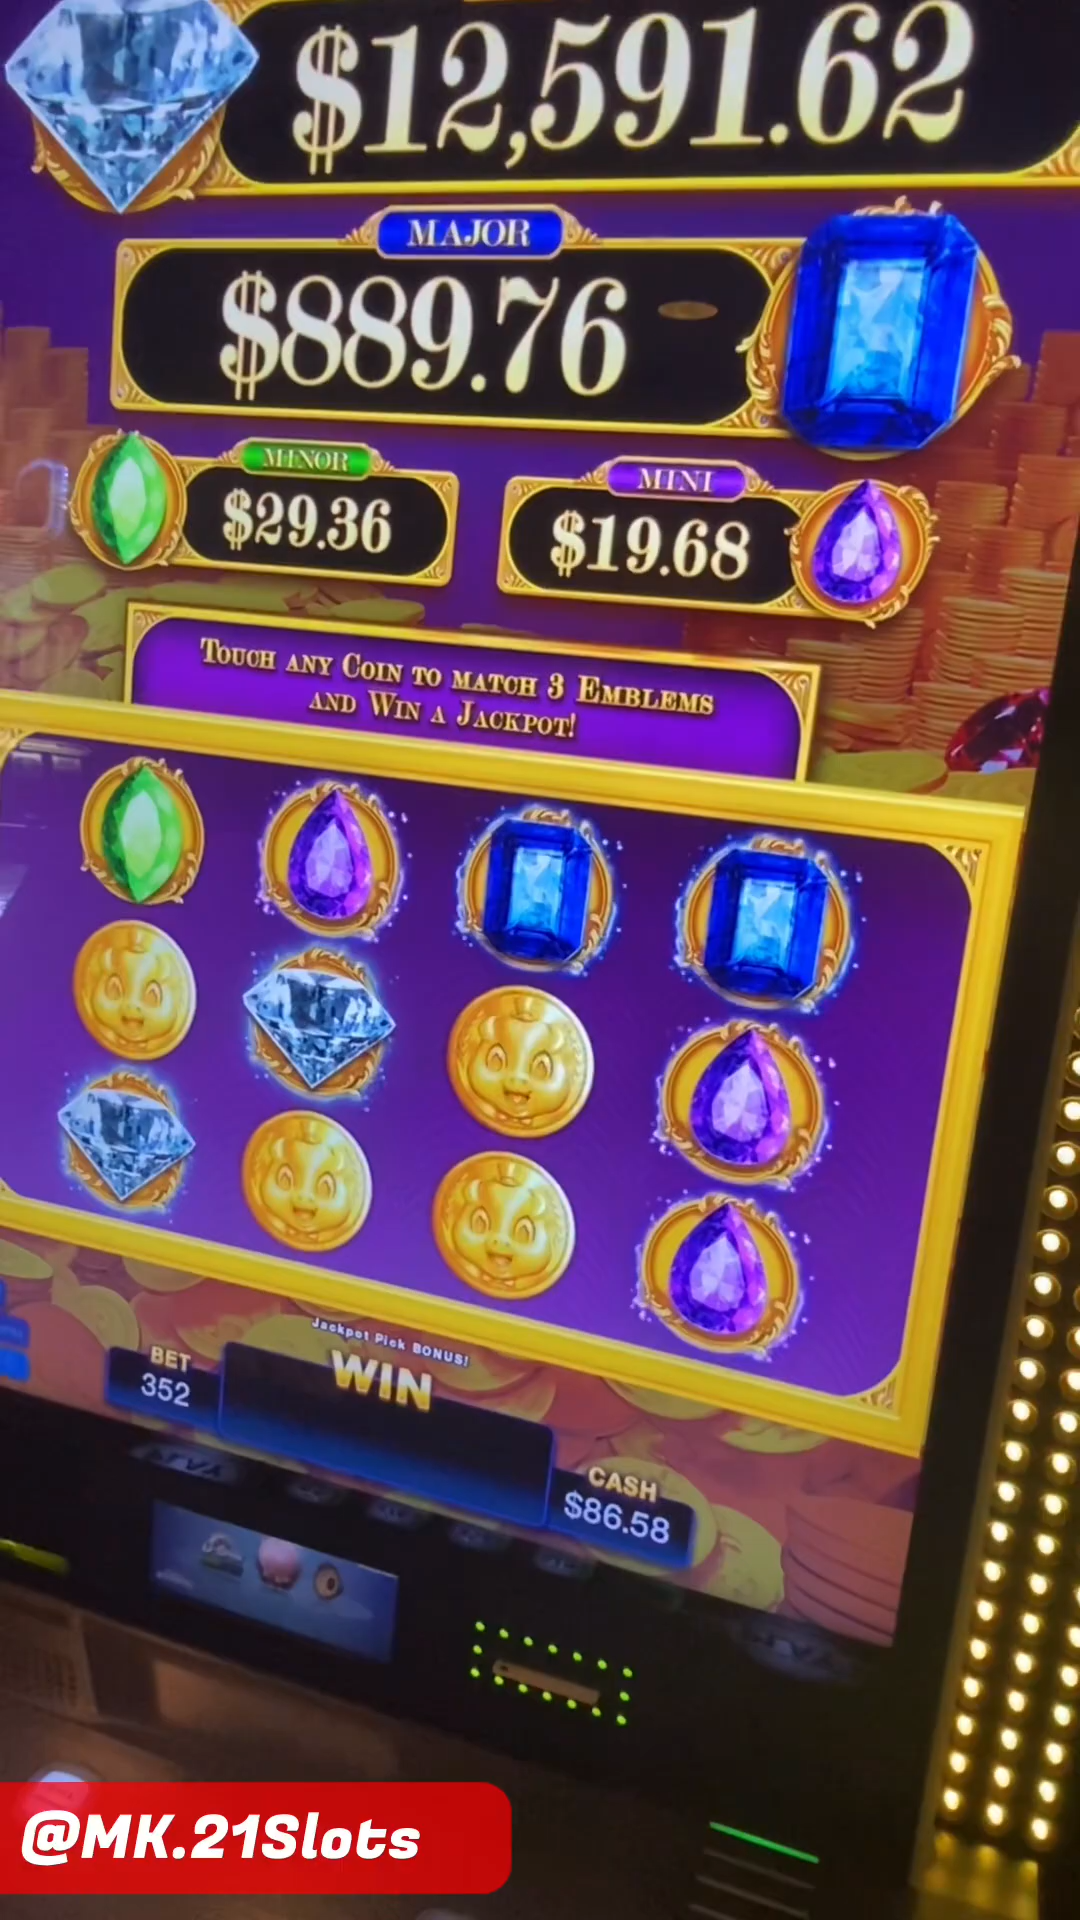 $12,591.62
MAJOR
$889.76
MINOR
$29.36
MINI
$19.68
TOUCH ANY COIN TO MATCH 3 EMBLEMS
AND WIN A JACKPOT!
Jackpot Pick BONUS!
WIN
BET
352
CASH
$86.58
@MK.21Slots